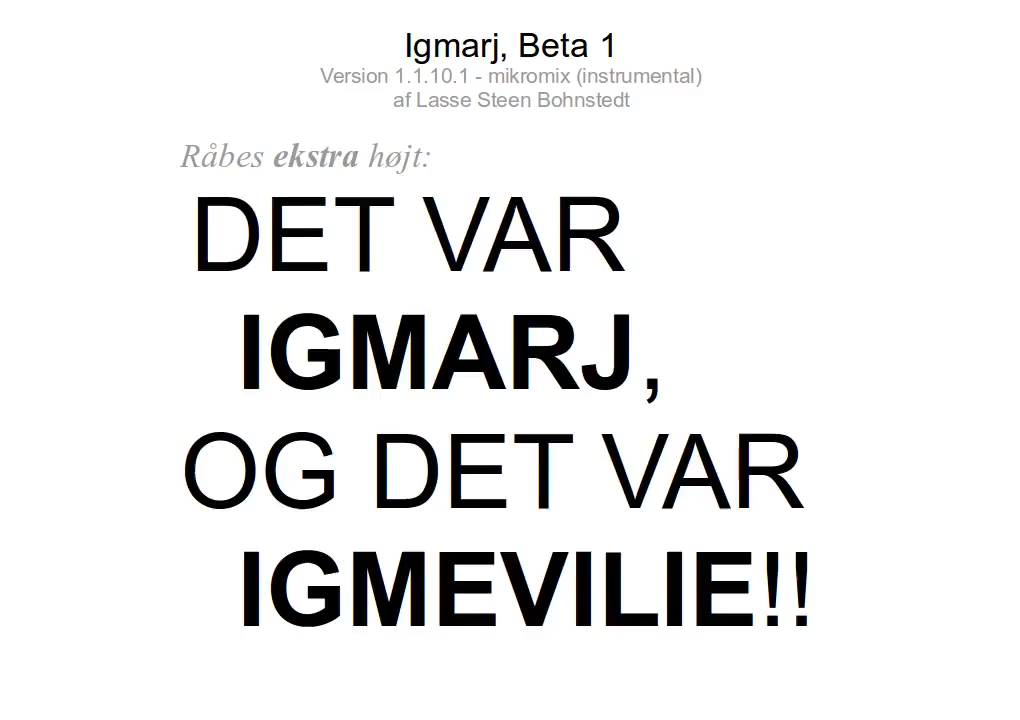 Igmarj, Beta 1
Version 1.1.10.1 - mikromix (instrumental)
af Lasse Steen Bohnstedt
Råbes ekstra højt:
DET VAR
IGMARJ,
OG DET VAR
IGMEVILIE!!